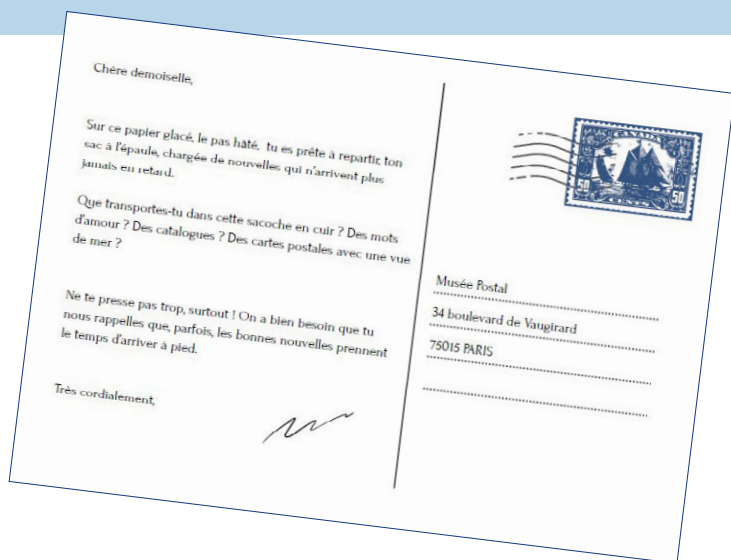 Chère demoiselle,
Sur ce papier glacé, le pas hâté, tu es prête à repartir, ton
sac à l'épaule, chargée de nouvelles qui n'arrivent plus
jamais en retard.
Que transportes-tu dans cette sacoche en cuir ? Des mots
d'amour ? Des catalogues ? Des cartes postales avec une vue
de mer ?
Ne te presse pas trop, surtout ! On a bien besoin que tu
nous rappelles que, parfois, les bonnes nouvelles prennent
le temps d'arriver à pied.
Très cordialement,
CANADA
50 50
CENTS
Musée Postal
34 boulevard de Vaugirard
75015 PARIS